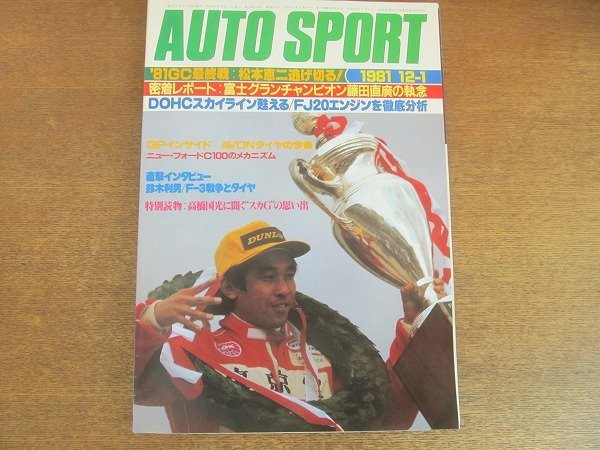 AUTO SPORT
'81GC最終戦:松本恵二逃げ切る! 1981 12-1
密着レポート:富士グランチャンピオン藤田直廣の執念
DOHCスカイライン甦える/FJ20エンジンを徹底分析
GPインサイド AVONタイヤの今後
ニュー・フォードC100のメカニズム
直撃インタビュー
鈴木利男/F-3戦争とタイヤ
特別読物:高橋国光に聞く"スカG"の思い出
DUNLOP